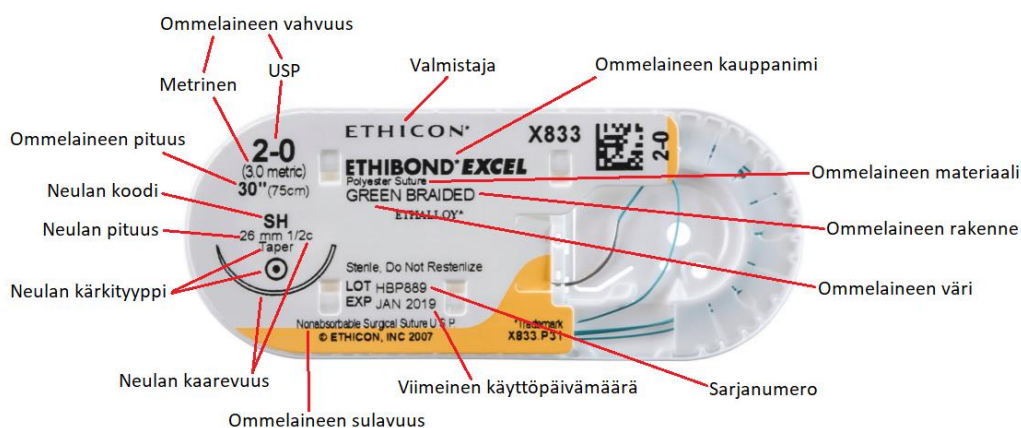 Ommelaineen vahvuus
USP
Metrinen
Valmistaja
Ommelaineen kauppanimi
Ommelaineen pituus
Neulan koodi
Neulan pituus
Neulan kärkityyppi
Neulan kaarevuus
Ommelaineen sulavuus
Viimeinen käyttöpäivämäärä
Sarjanumero
Ommelaineen materiaali
Ommelaineen rakenne
Ommelaineen väri
2-0
(3.0 metric)
30" (75cm)
SH
26 mm 1/2c
Taper
ETHICON*
X833
2-0
ETHIBOND* EXCEL
Polyester Suture
GREEN BRAIDED
ETHALLOY*
Sterile, Do Not Resterilize
LOT HBP889
EXP JAN 2019
Nonabsorbable Surgical Suture U.S.P.
© ETHICON, INC 2007
*Trademark
X833.P31